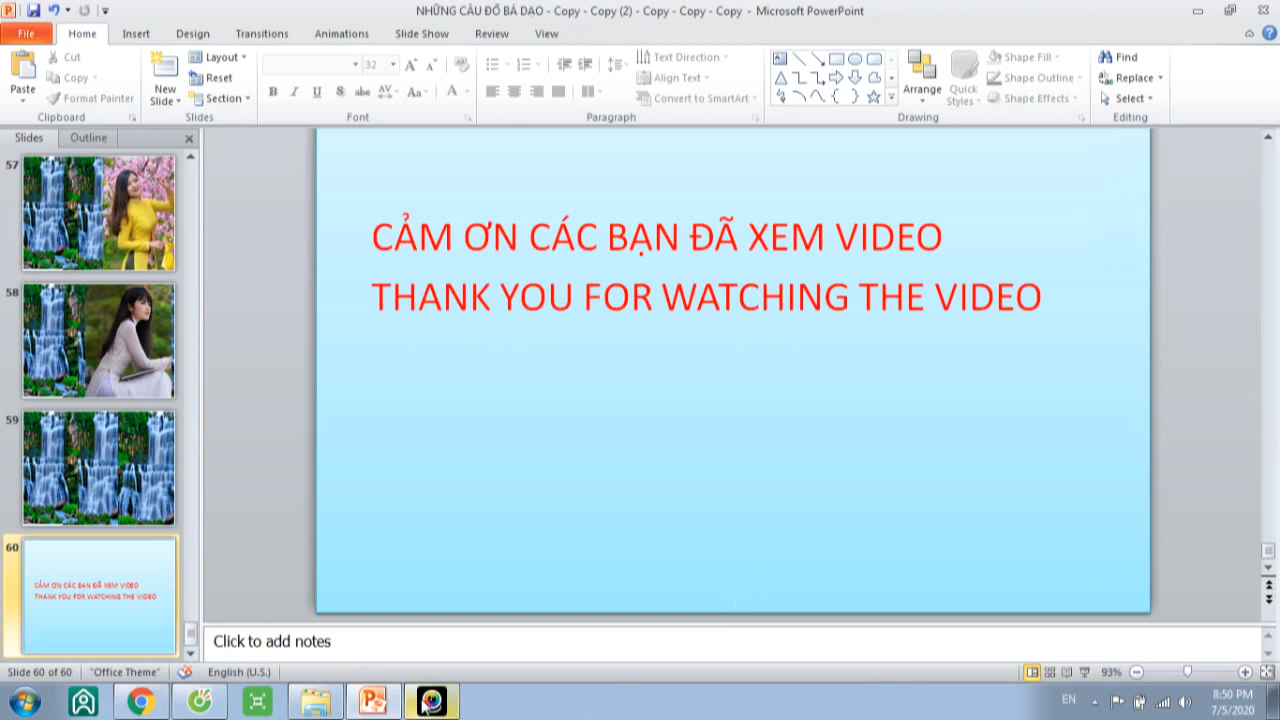 NHỮNG CÂU ĐỐ BÁ ĐẠO - Copy - Copy (2) - Copy - Copy - Copy - Microsoft PowerPoint
File Home Insert Design Transitions Animations Slide Show Review View
Cut
Copy
Format Painter
Paste
Clipboard
New Slide
Layout
Reset
Section
Slides
32
Font
Paragraph
Text Direction
Align Text
Convert to SmartArt
Arrange
Quick Styles
Shape Fill
Shape Outline
Shape Effects
Drawing
Find
Replace
Select
Editing
Slides Outline
57
58
59
60
CẢM ƠN CÁC BẠN ĐÃ XEM VIDEO
THANK YOU FOR WATCHING THE VIDEO
CẢM ƠN CÁC BẠN ĐÃ XEM VIDEO
THANK YOU FOR WATCHING THE VIDEO
Click to add notes
Slide 60 of 60 "Office Theme" English (U.S.) 93%
EN 8:50 PM
7/5/2020